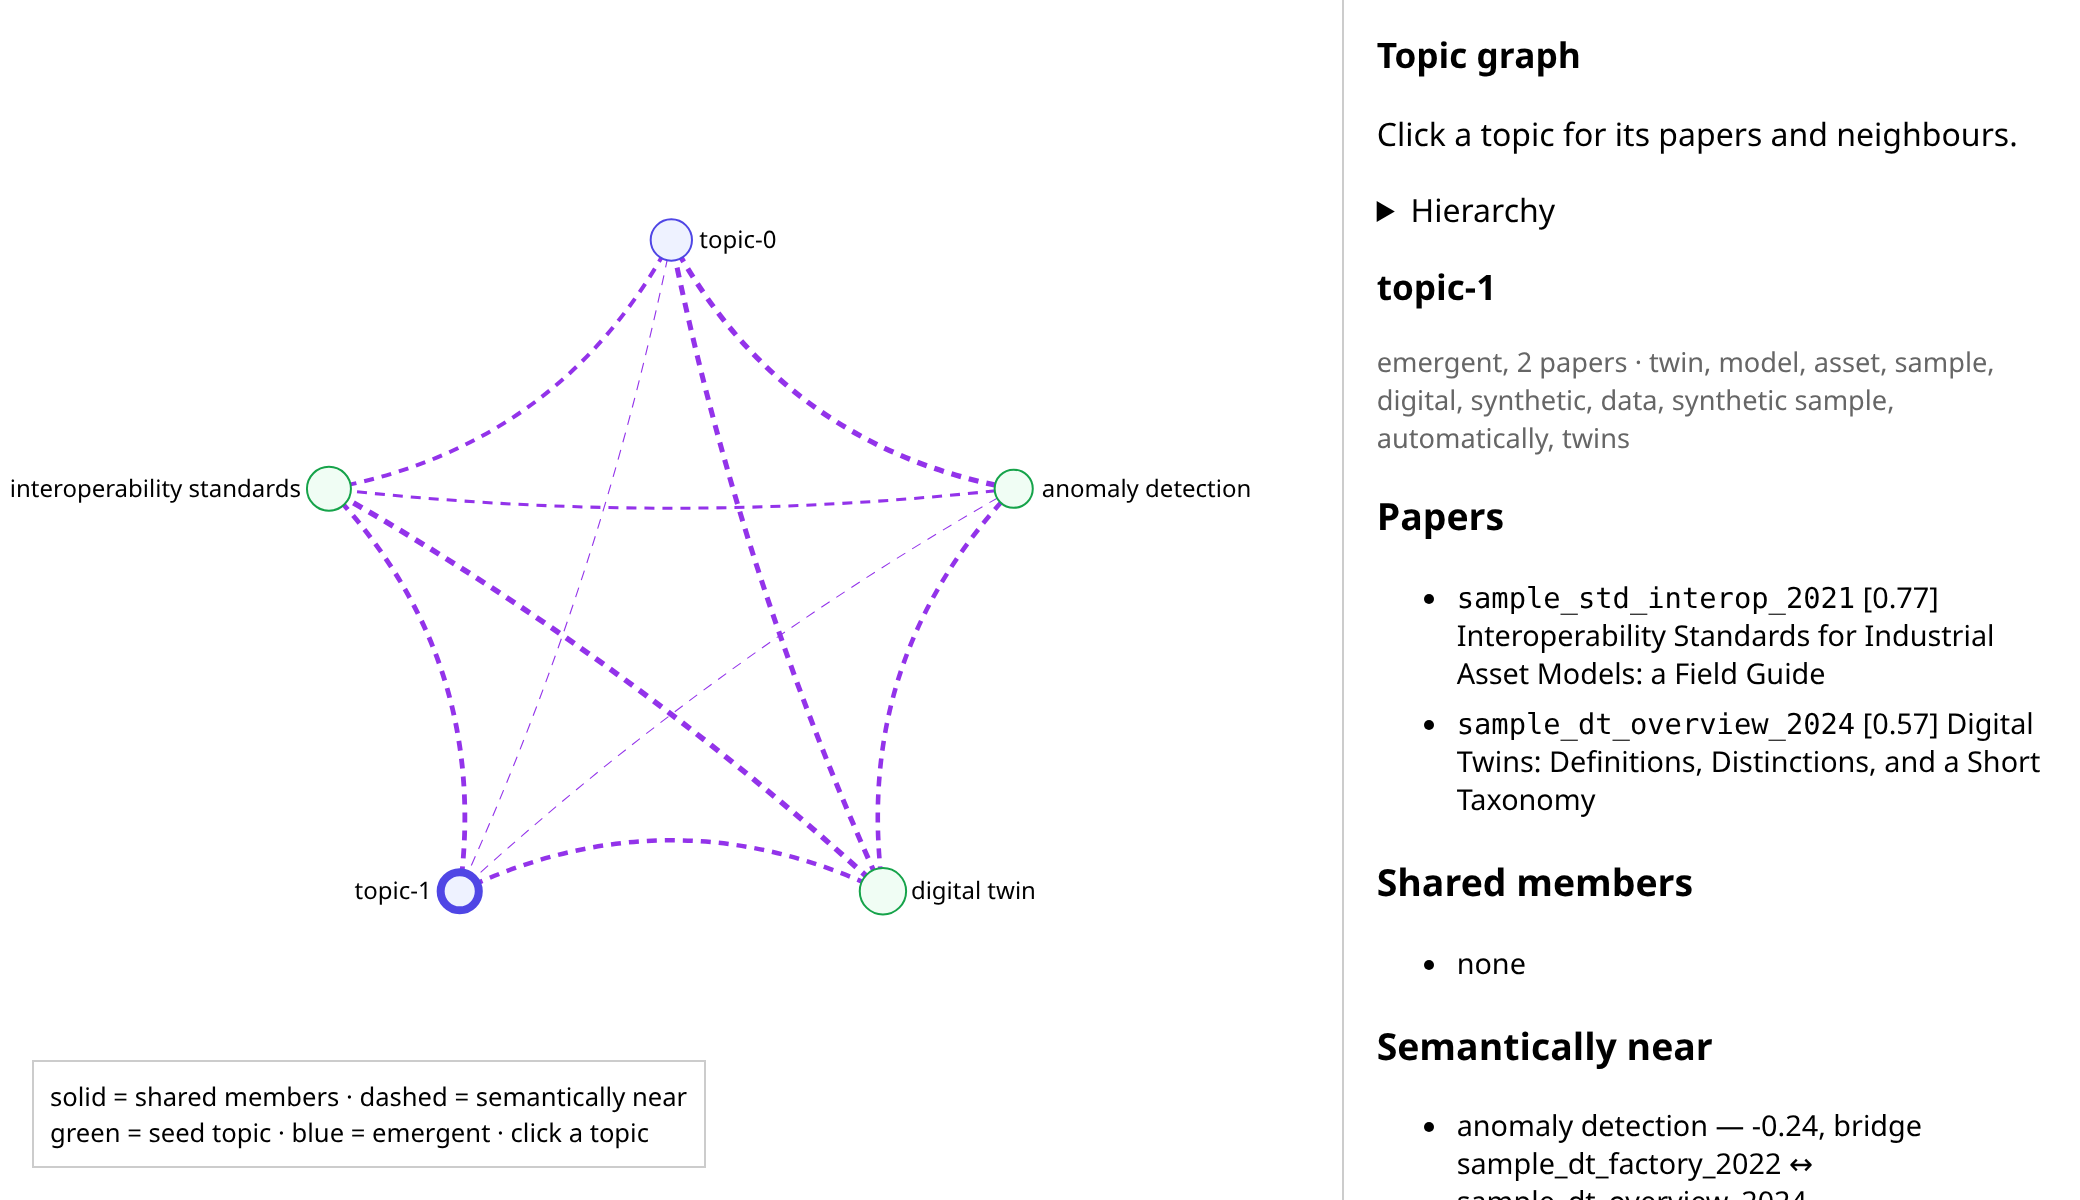 topic-0
interoperability standards
anomaly detection
topic-1
digital twin
solid = shared members · dashed = semantically near
green = seed topic · blue = emergent · click a topic
Topic graph
Click a topic for its papers and neighbours.
▶ Hierarchy
topic-1
emergent, 2 papers · twin, model, asset, sample,
digital, synthetic, data, synthetic sample,
automatically, twins
Papers
• sample_std_interop_2021 [0.77]
Interoperability Standards for Industrial
Asset Models: a Field Guide
• sample_dt_overview_2024 [0.57] Digital
Twins: Definitions, Distinctions, and a Short
Taxonomy
Shared members
• none
Semantically near
• anomaly detection — -0.24, bridge
sample_dt_factory_2022 ↔
sample_dt_overview_2024